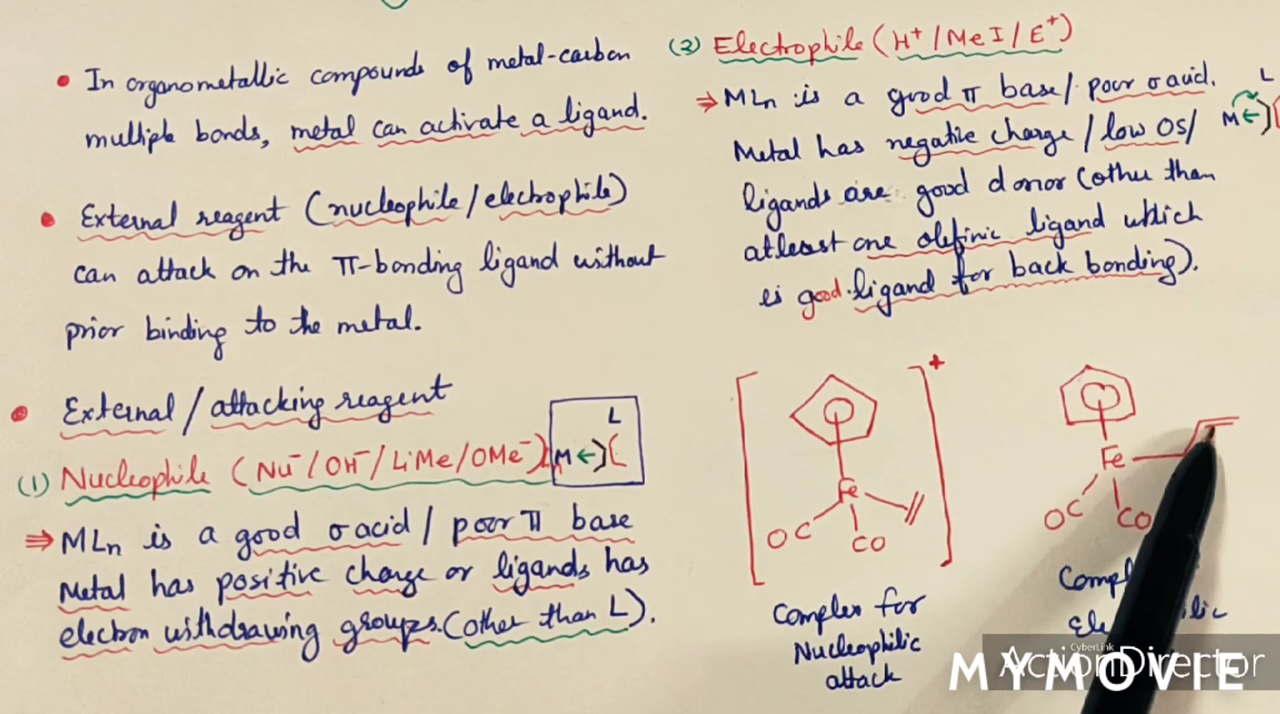 • In organometallic compounds of metal-carbon
multiple bonds, metal can activate a ligand.
• External reagent (nucleophile/electrophile)
can attack on the π-bonding ligand without
prior binding to the metal.
• External/attacking reagent
(1) Nucleophile (Nu⁻/OH⁻/LiMe/OMe⁻)
M ← L
⇒ MLn is a good σ acid/poor π base
Metal has positive charge or ligands has
electron withdrawing groups.(other than L).
(2) Electrophile (H⁺/MeI/E⁺)
⇒ MLn is a good π base/poor σ acid.
Metal has negative charge/low OS/
ligands are good donor (other than
atleast one olefinic ligand which
is good ligand for back bonding).
L
M ←
+
Fe
OC CO
Complex for
Nucleophilic
attack
Fe
OC CO
CyberLink
ActionDirector
MYMOVIE